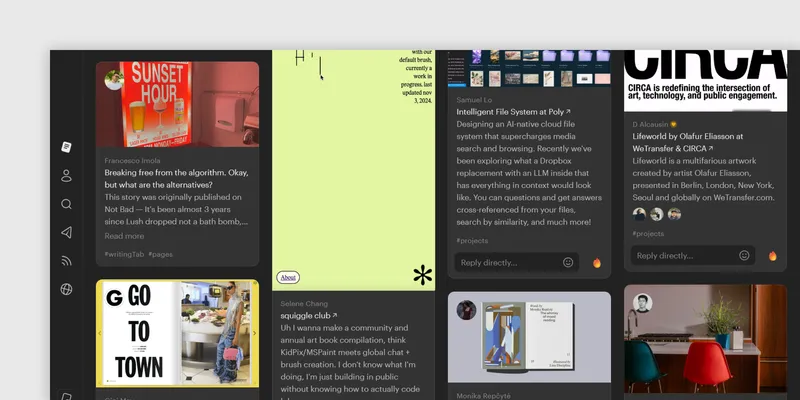 SUNSET
HOUR
Francesco Imola
Breaking free from the algorithm. Okay,
but what are the alternatives?
This story was originally published on
Not Bad — It's been almost 3 years
since Lush dropped not a bath bomb,...
Read more
#writingTab #pages
GO
TO
TOWN
with our
default brush,
currently a
work in
progress. last
updated nov
3, 2024.
About
Selene Chang
squiggle club ↗
Uh I wanna make a community and
annual art book compilation, think
KidPix/MSPaint meets global chat +
brush creation. I don't know what I'm
doing, I'm just building in public
without knowing how to actually code
Samuel Lo
Intelligent File System at Poly ↗
Designing an AI-native cloud file
system that supercharges media
search and browsing. Recently we've
been exploring what a Dropbox
replacement with an LLM inside that
has everything in context would look
like. You can questions and get answers
cross-referenced from your files,
search by similarity, and much more!
#projects
Reply directly...
Monika Repčytė
CIRCA
CIRCA is redefining the intersection of
art, technology, and public engagement.
D Alcausin
Lifeworld by Olafur Eliasson at
WeTransfer & CIRCA ↗
Lifeworld is a multifarious artwork
created by artist Olafur Eliasson,
presented in Berlin, London, New York,
Seoul and globally on WeTransfer.com.
#projects
Reply directly...